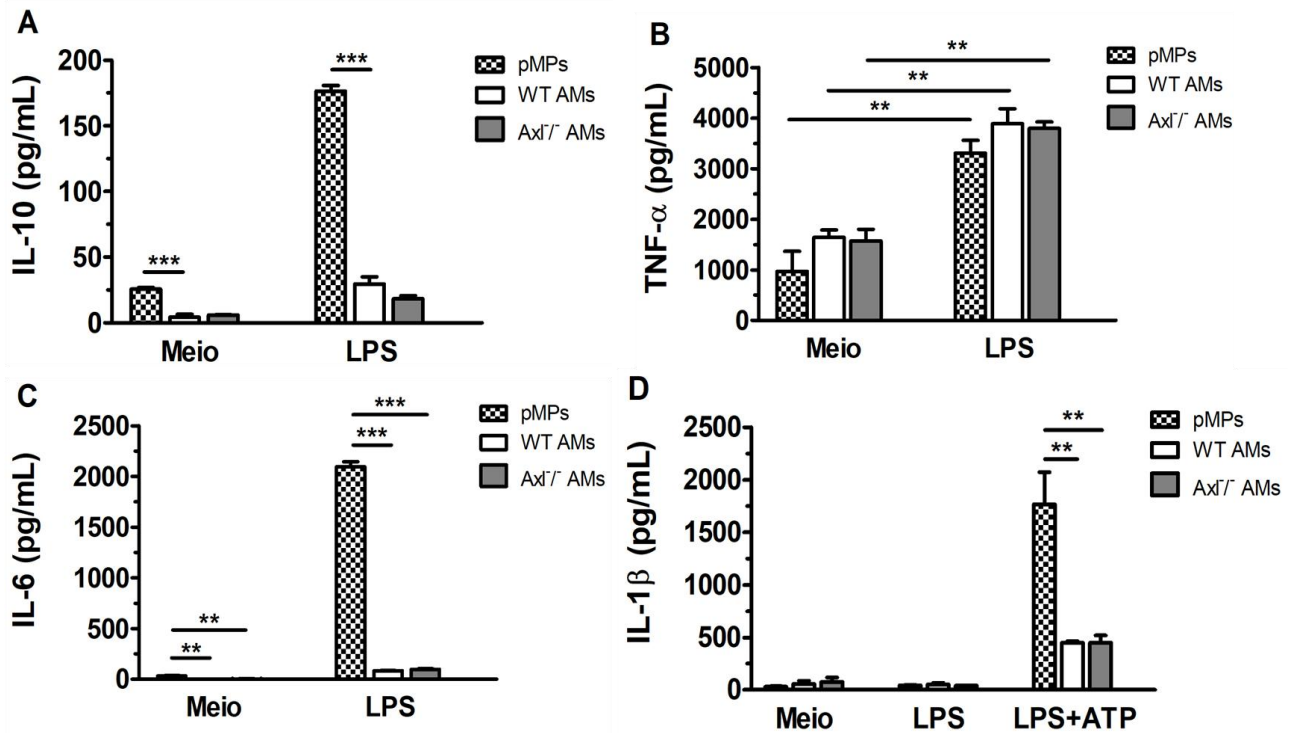 A
IL-10 (pg/mL)
200
150
100
50
0
***
***
Meio
LPS
pMPs
WT AMs
Axl⁻/⁻ AMs
B
TNF-α (pg/mL)
5000
4000
3000
2000
1000
0
**
**
**
Meio
LPS
pMPs
WT AMs
Axl⁻/⁻ AMs
C
IL-6 (pg/mL)
2500
2000
1500
1000
500
0
**
**
***
***
Meio
LPS
pMPs
WT AMs
Axl⁻/⁻ AMs
D
IL-1β (pg/mL)
2500
2000
1500
1000
500
0
**
**
Meio
LPS
LPS+ATP
pMPs
WT AMs
Axl⁻/⁻ AMs